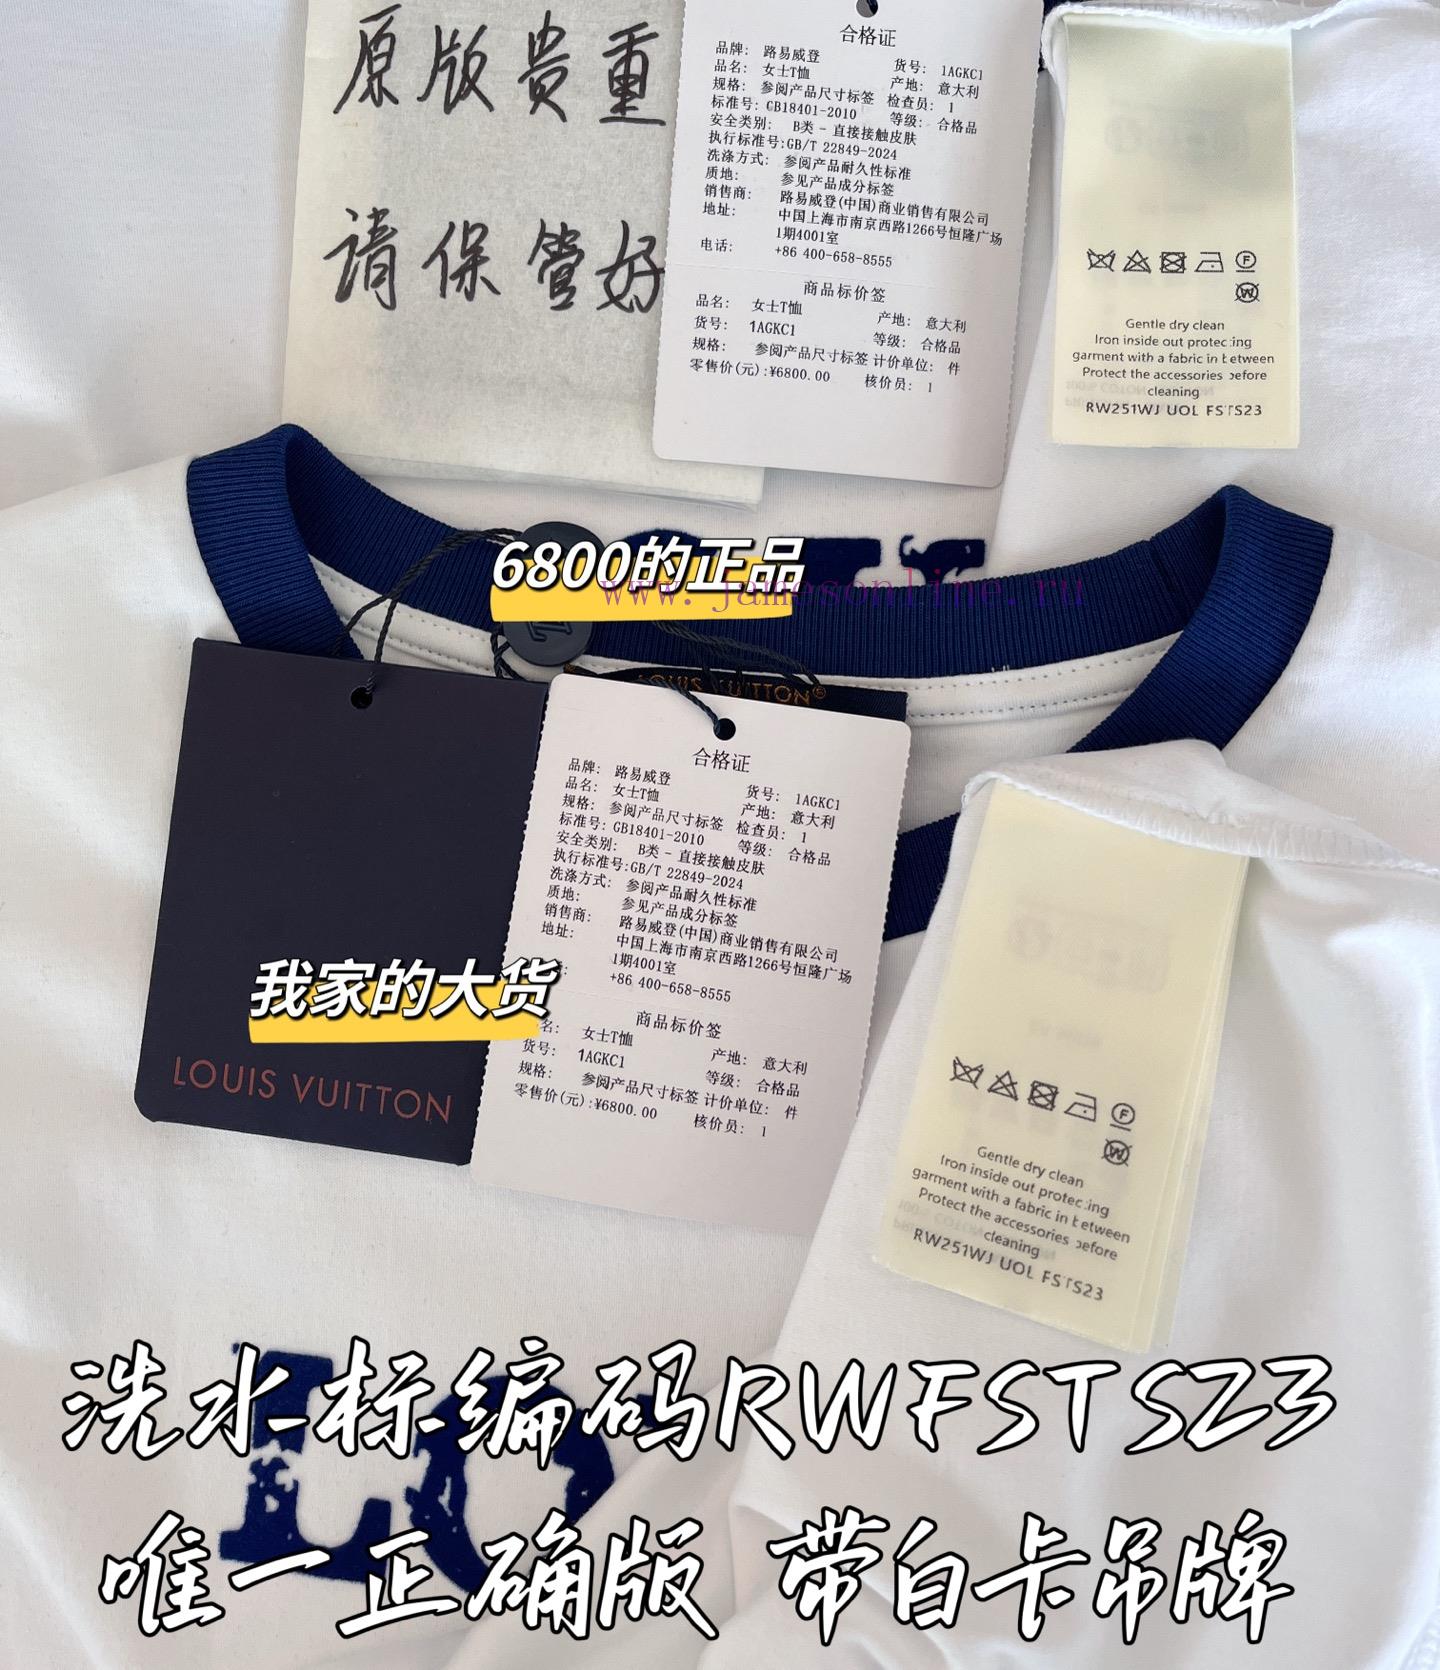 原版贵重
请保管好
合格证
品牌: 路易威登
货号: 1AGKC1
品名: 女士T恤
产地: 意大利
规格: 参阅产品尺寸标签 检查员: 1
标准号: GB18401-2010
等级: 合格品
安全类别: B类 - 直接接触皮肤
执行标准号:GB/T 22849-2024
洗涤方式: 参阅产品耐久性标准
质地: 参见产品成分标签
销售商: 路易威登(中国)商业销售有限公司
地址: 中国上海市南京西路1266号恒隆广场
1期4001室
电话: +86 400-658-8555
商品标价签
品名: 女士T恤
产地: 意大利
货号: 1AGKC1
等级: 合格品
规格: 参阅产品尺寸标签 计价单位: 件
零售价(元):¥6800.00 核价员: 1
Gentle dry clean
Iron inside out protec:ing
garment with a fabric in between
Protect the accessories before
cleaning
RW251WJ UOL FSTS23
6800的正品
www.jamesonline.ru
LOUIS VUITTON
合格证
品牌: 路易威登
货号: 1AGKC1
品名: 女士T恤
产地: 意大利
规格: 参阅产品尺寸标签 检查员: 1
标准号: GB18401-2010
等级: 合格品
安全类别: B类 - 直接接触皮肤
执行标准号:GB/T 22849-2024
洗涤方式: 参阅产品耐久性标准
质地: 参见产品成分标签
销售商: 路易威登(中国)商业销售有限公司
地址: 中国上海市南京西路1266号恒隆广场
1期4001室
+86 400-658-8555
商品标价签
名: 女士T恤
产地: 意大利
货号: 1AGKC1
等级: 合格品
规格: 参阅产品尺寸标签 计价单位: 件
零售价(元):¥6800.00 核价员: 1
我家的大货
LOUIS VUITTON
Gentle dry clean
Iron inside out protec:ing
garment with a fabric in between
Protect the accessories before
cleaning
RW251WJ UOL FSTS23
洗水标编码RWFSTS23
唯一正确版 带白卡吊牌